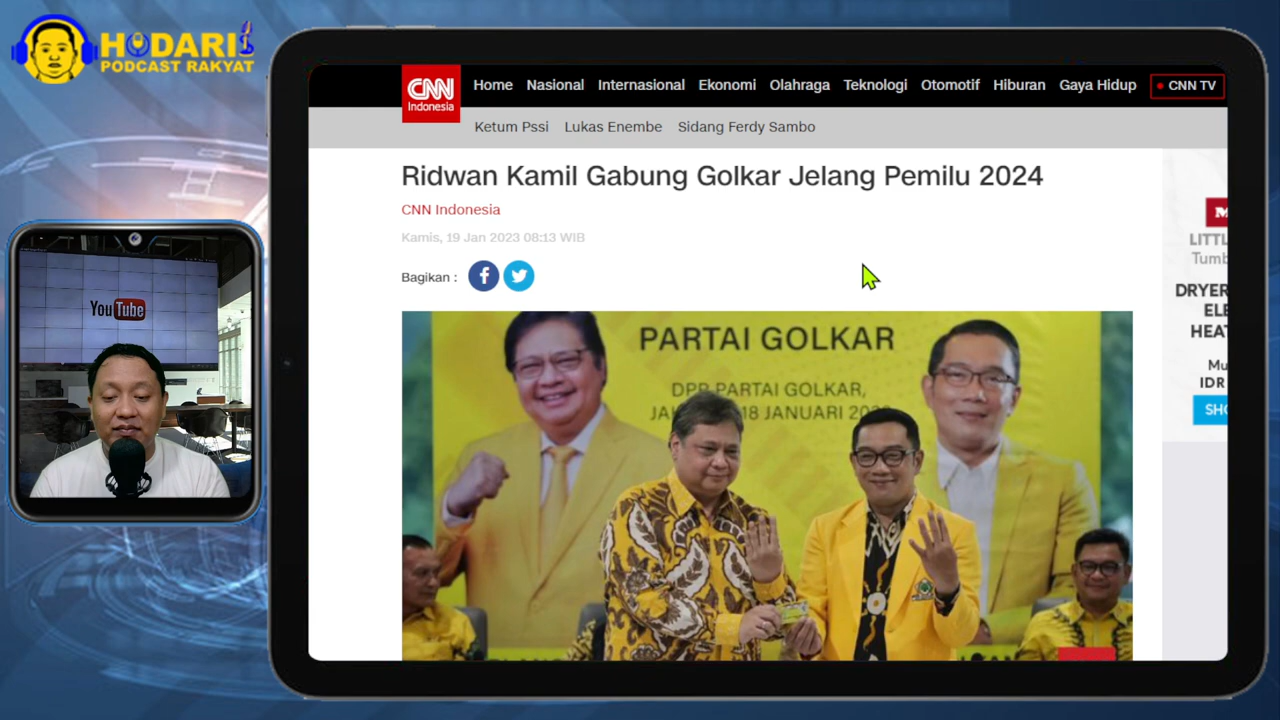 HODARI
PODCAST RAKYAT
CNN
Indonesia
Home Nasional Internasional Ekonomi Olahraga Teknologi Otomotif Hiburan Gaya Hidup CNN TV
Ketum Pssi Lukas Enembe Sidang Ferdy Sambo
Ridwan Kamil Gabung Golkar Jelang Pemilu 2024
CNN Indonesia
Kamis, 19 Jan 2023 08:13 WIB
Bagikan :
YouTube
PARTAI GOLKAR
DPP PARTAI GOLKAR,
18 JANUARI